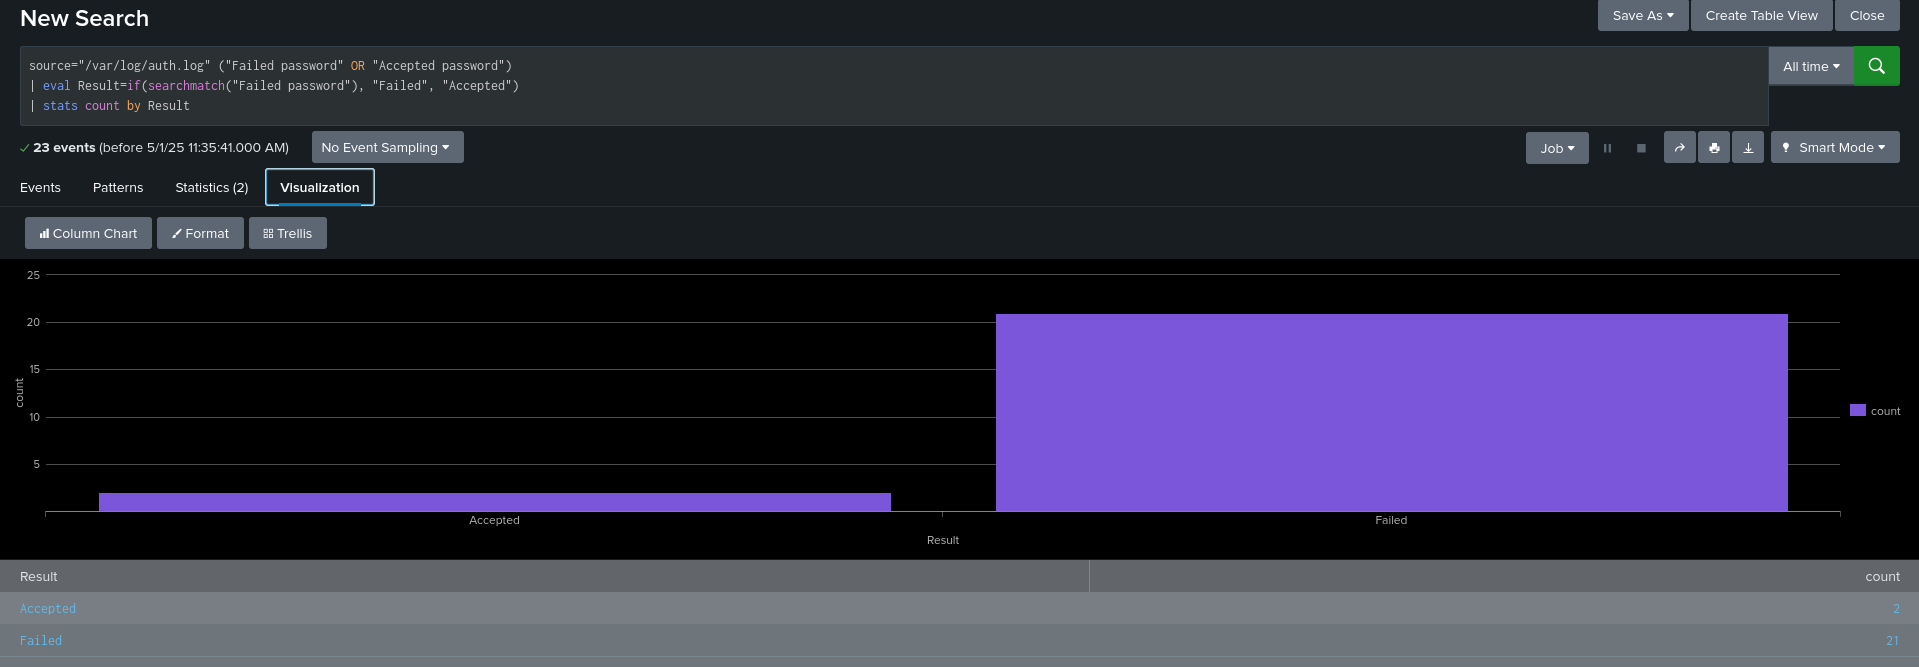 New Search
Save As Create Table View Close
source="/var/log/auth.log" ("Failed password" OR "Accepted password")
| eval Result=if(searchmatch("Failed password"), "Failed", "Accepted")
| stats count by Result
All time
23 events (before 5/1/25 11:35:41.000 AM) No Event Sampling Job Smart Mode
Events Patterns Statistics (2) Visualization
Column Chart Format Trellis
25
20
15
10
5
count
count
Accepted Failed
Result
Result count
Accepted 2
Failed 21